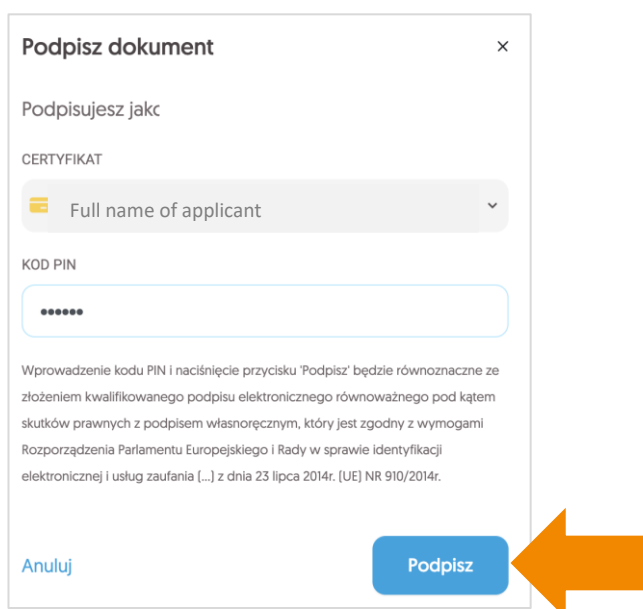 Podpisz dokument ×
Podpisujesz jako
CERTYFIKAT
Full name of applicant
KOD PIN
••••••
Wprowadzenie kodu PIN i naciśnięcie przycisku 'Podpisz' będzie równoznaczne ze
złożeniem kwalifikowanego podpisu elektronicznego równoważnego pod kątem
skutków prawnych z podpisem własnoręcznym, który jest zgodny z wymogami
Rozporządzenia Parlamentu Europejskiego i Rady w sprawie identyfikacji
elektronicznej i usług zaufania (...) z dnia 23 lipca 2014r. (UE) NR 910/2014r.
Anuluj Podpisz